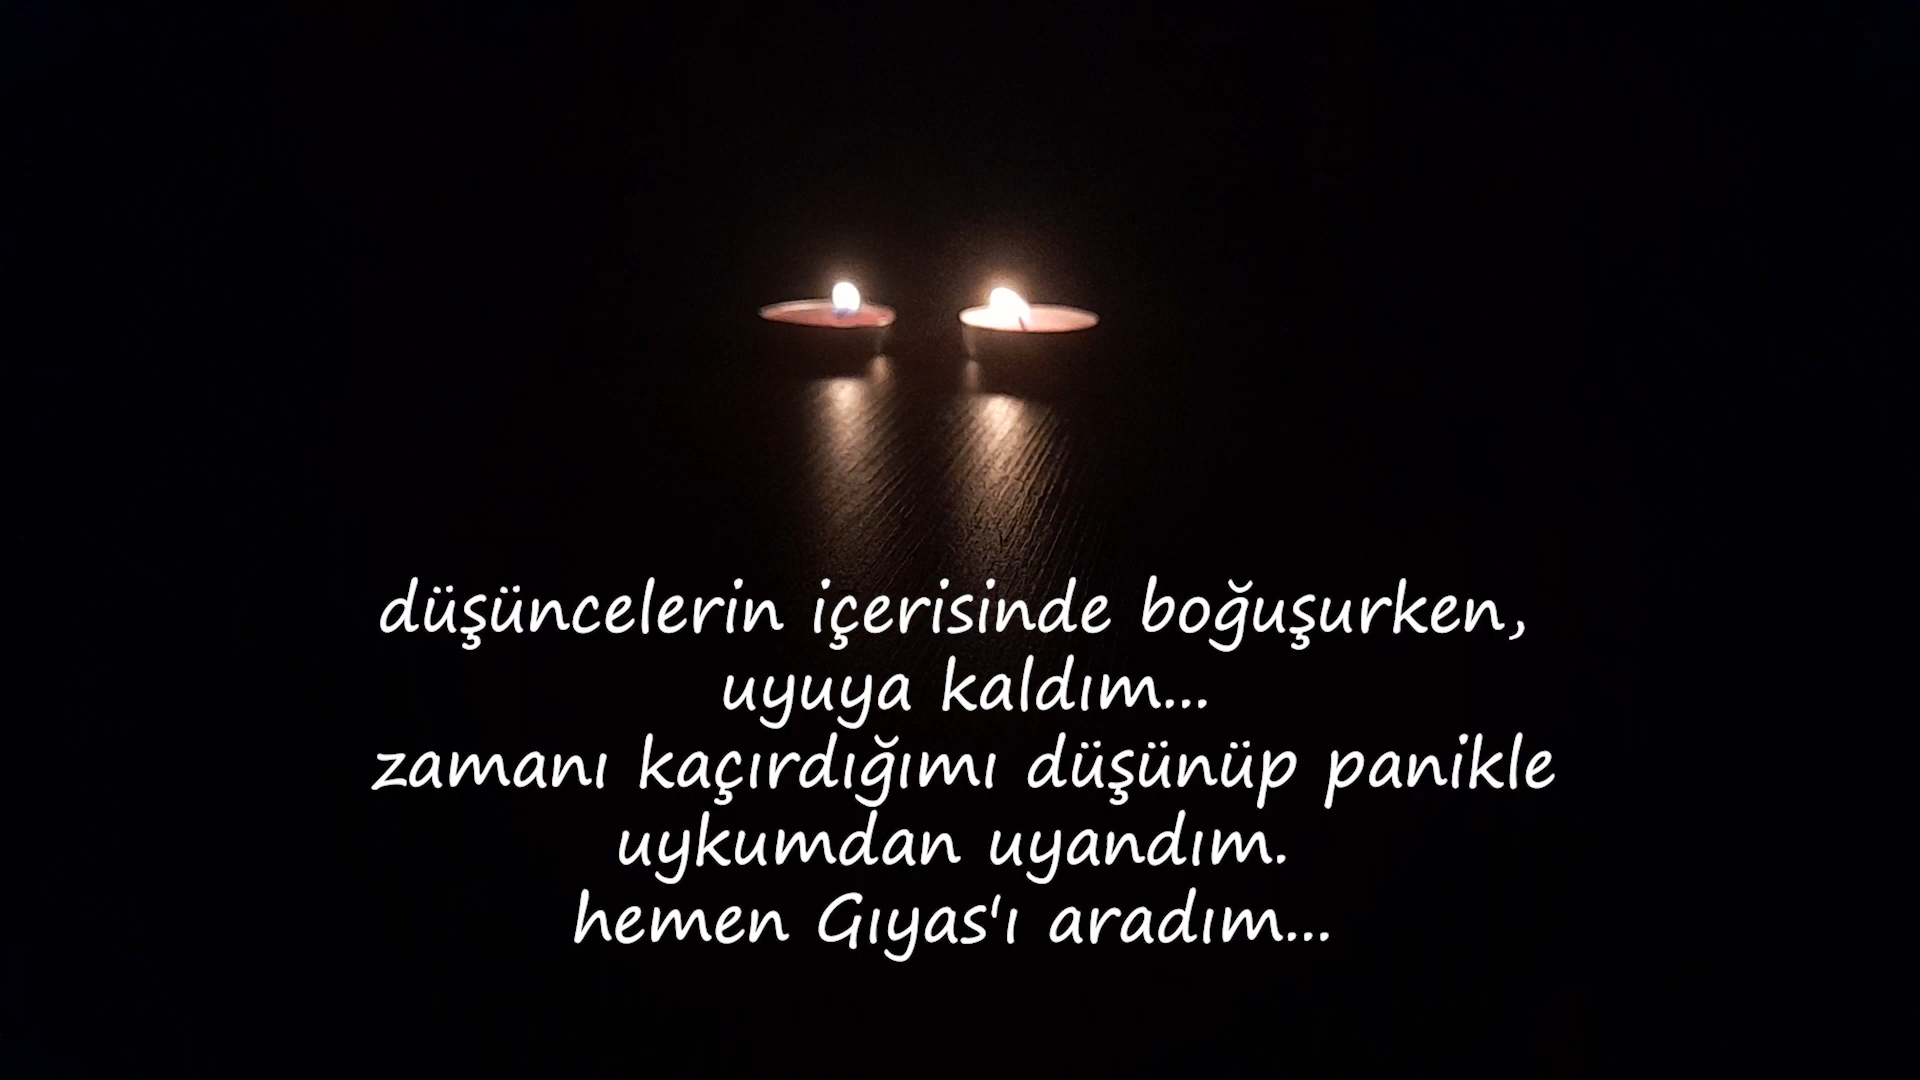 düşüncelerin içerisinde boğuşurken,
uyuya kaldım...
zamanı kaçırdığımı düşünüp panikle
uykumdan uyandım.
hemen Gıyas'ı aradım...